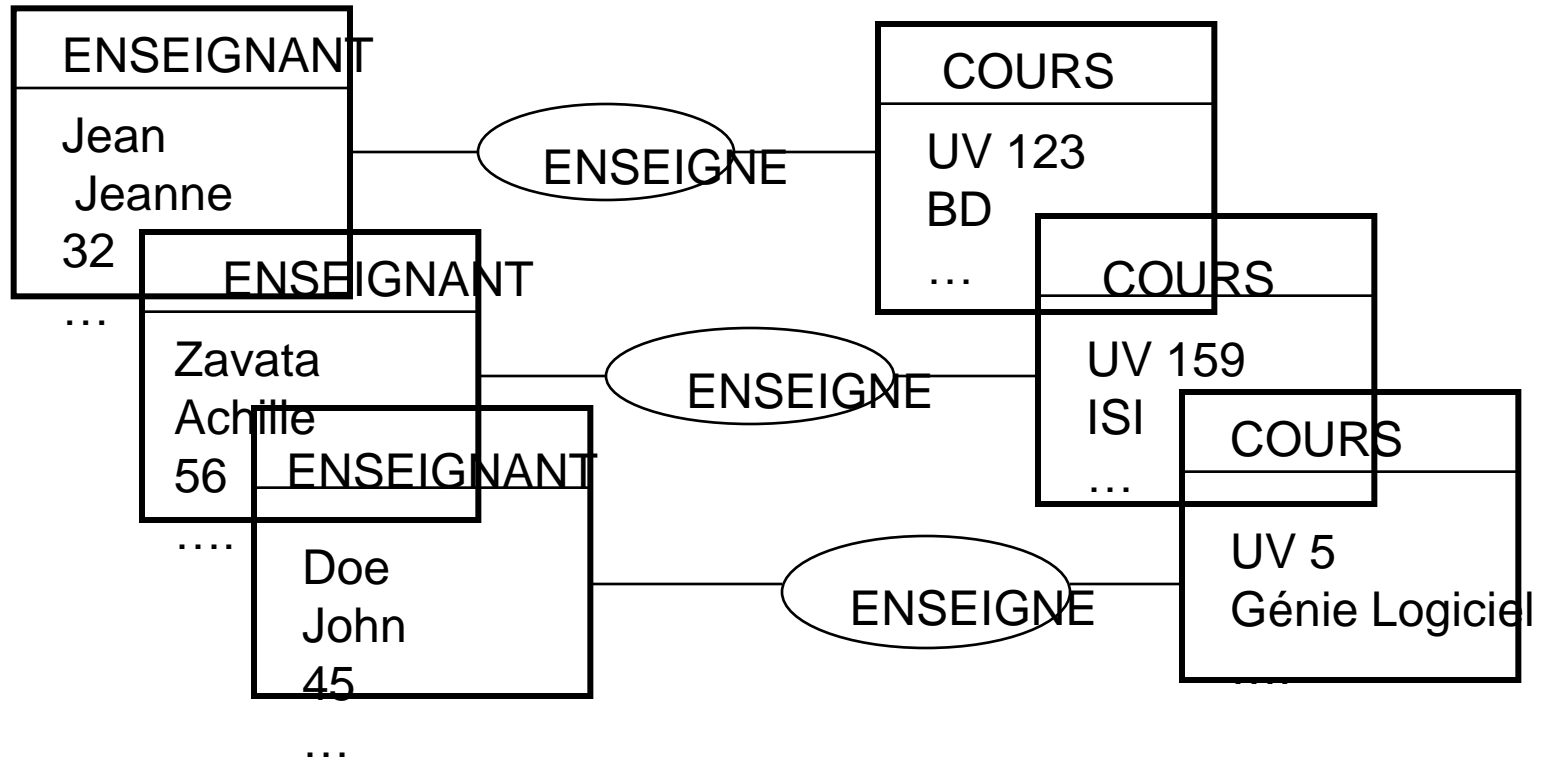 ENSEIGNANT
Jean
Jeanne
32
…
ENSEIGNE
COURS
UV 123
BD
…
ENSEIGNANT
Zavata
Achille
56
….
ENSEIGNE
COURS
UV 159
ISI
…
ENSEIGNANT
Doe
John
45
…
ENSEIGNE
COURS
UV 5
Génie Logiciel
….